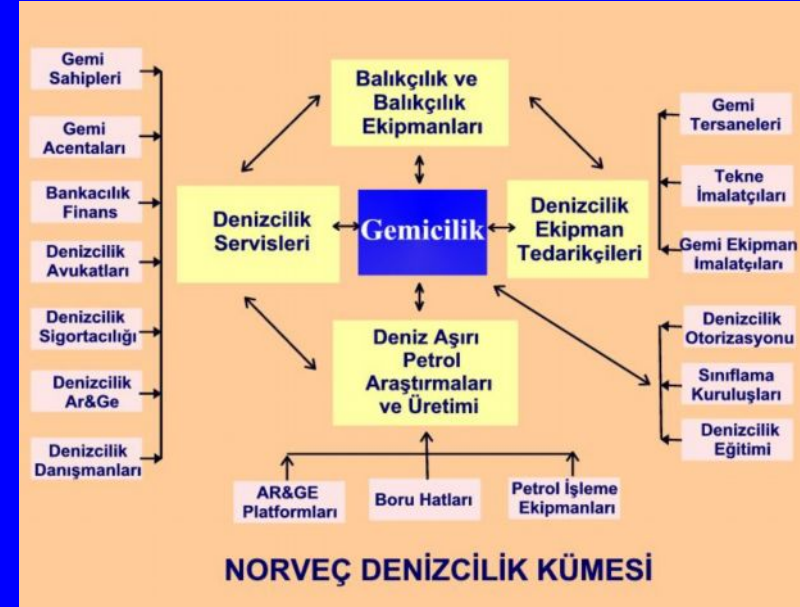 Gemi
Sahipleri
Gemi
Acentaları
Bankacılık
Finans
Denizcilik
Avukatları
Denizcilik
Sigortacılığı
Denizcilik
Ar&Ge
Denizcilik
Danışmanları
Balıkçılık ve
Balıkçılık
Ekipmanları
Denizcilik
Servisleri
Gemicilik
Denizcilik
Ekipman
Tedarikçileri
Deniz Aşırı
Petrol
Araştırmaları
ve Üretimi
Gemi
Tersaneleri
Tekne
İmalatçıları
Gemi Ekipman
İmalatçıları
Denizcilik
Otorizasyonu
Sınıflama
Kuruluşları
Denizcilik
Eğitimi
AR&GE
Platformları
Boru Hatları
Petrol İşleme
Ekipmanları
NORVEÇ DENİZCİLİK KÜMESİ